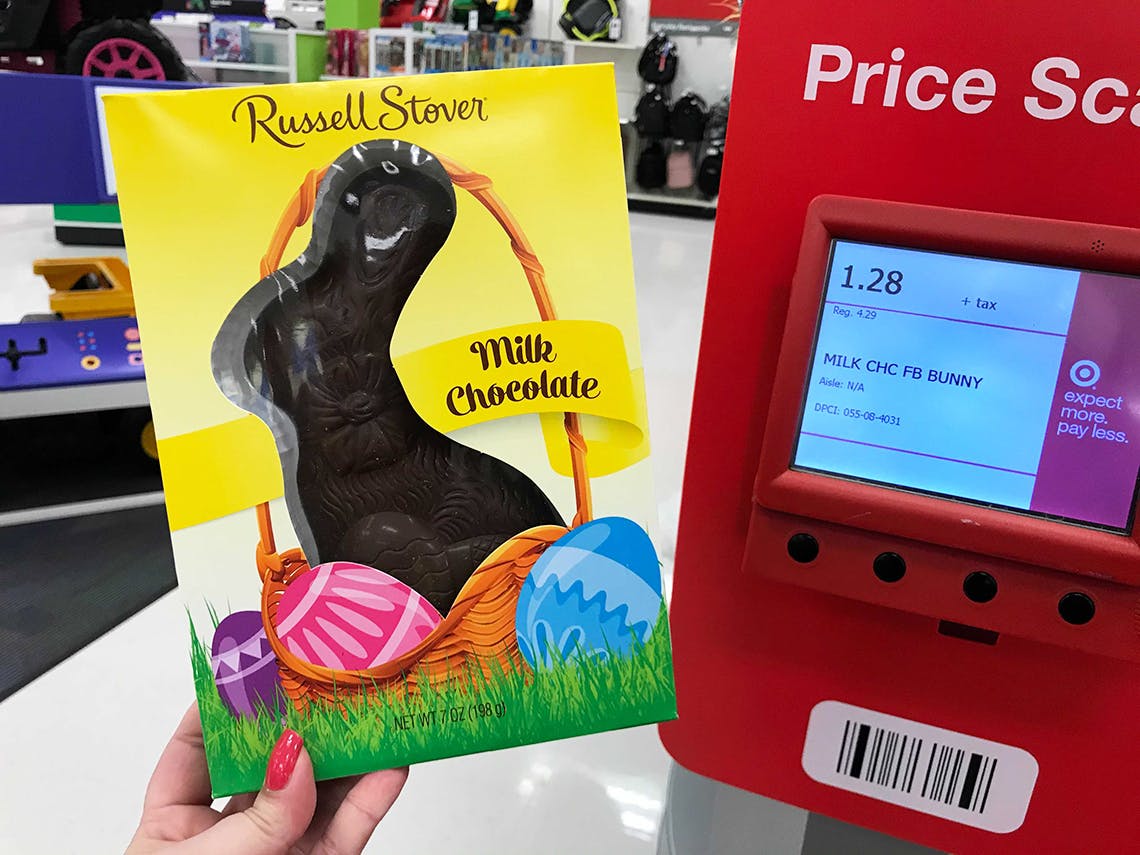 Russell Stover
Milk
Chocolate
NET WT 7 OZ (198 g)
Price Sca
1.28 + tax
Reg. 4.29
MILK CHC FB BUNNY
Aisle: N/A
DPCI: 055-08-4031
expect
more.
pay less.